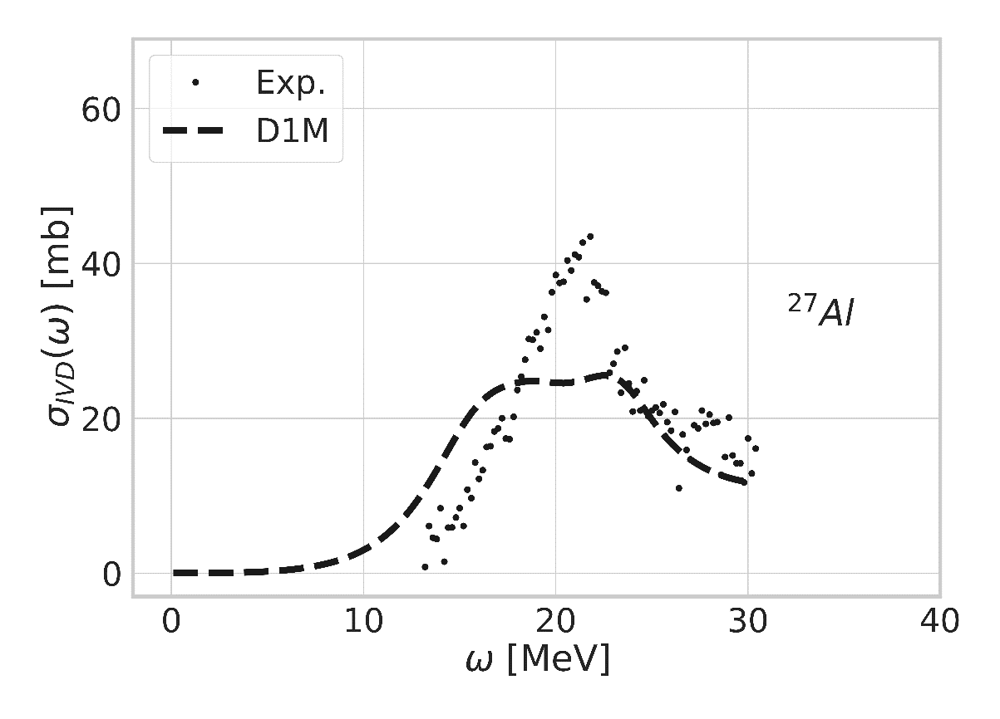 Exp.
D1M
60
40
20
0
σIVD(ω) [mb]
²⁷Al
0 10 20 30 40
ω [MeV]